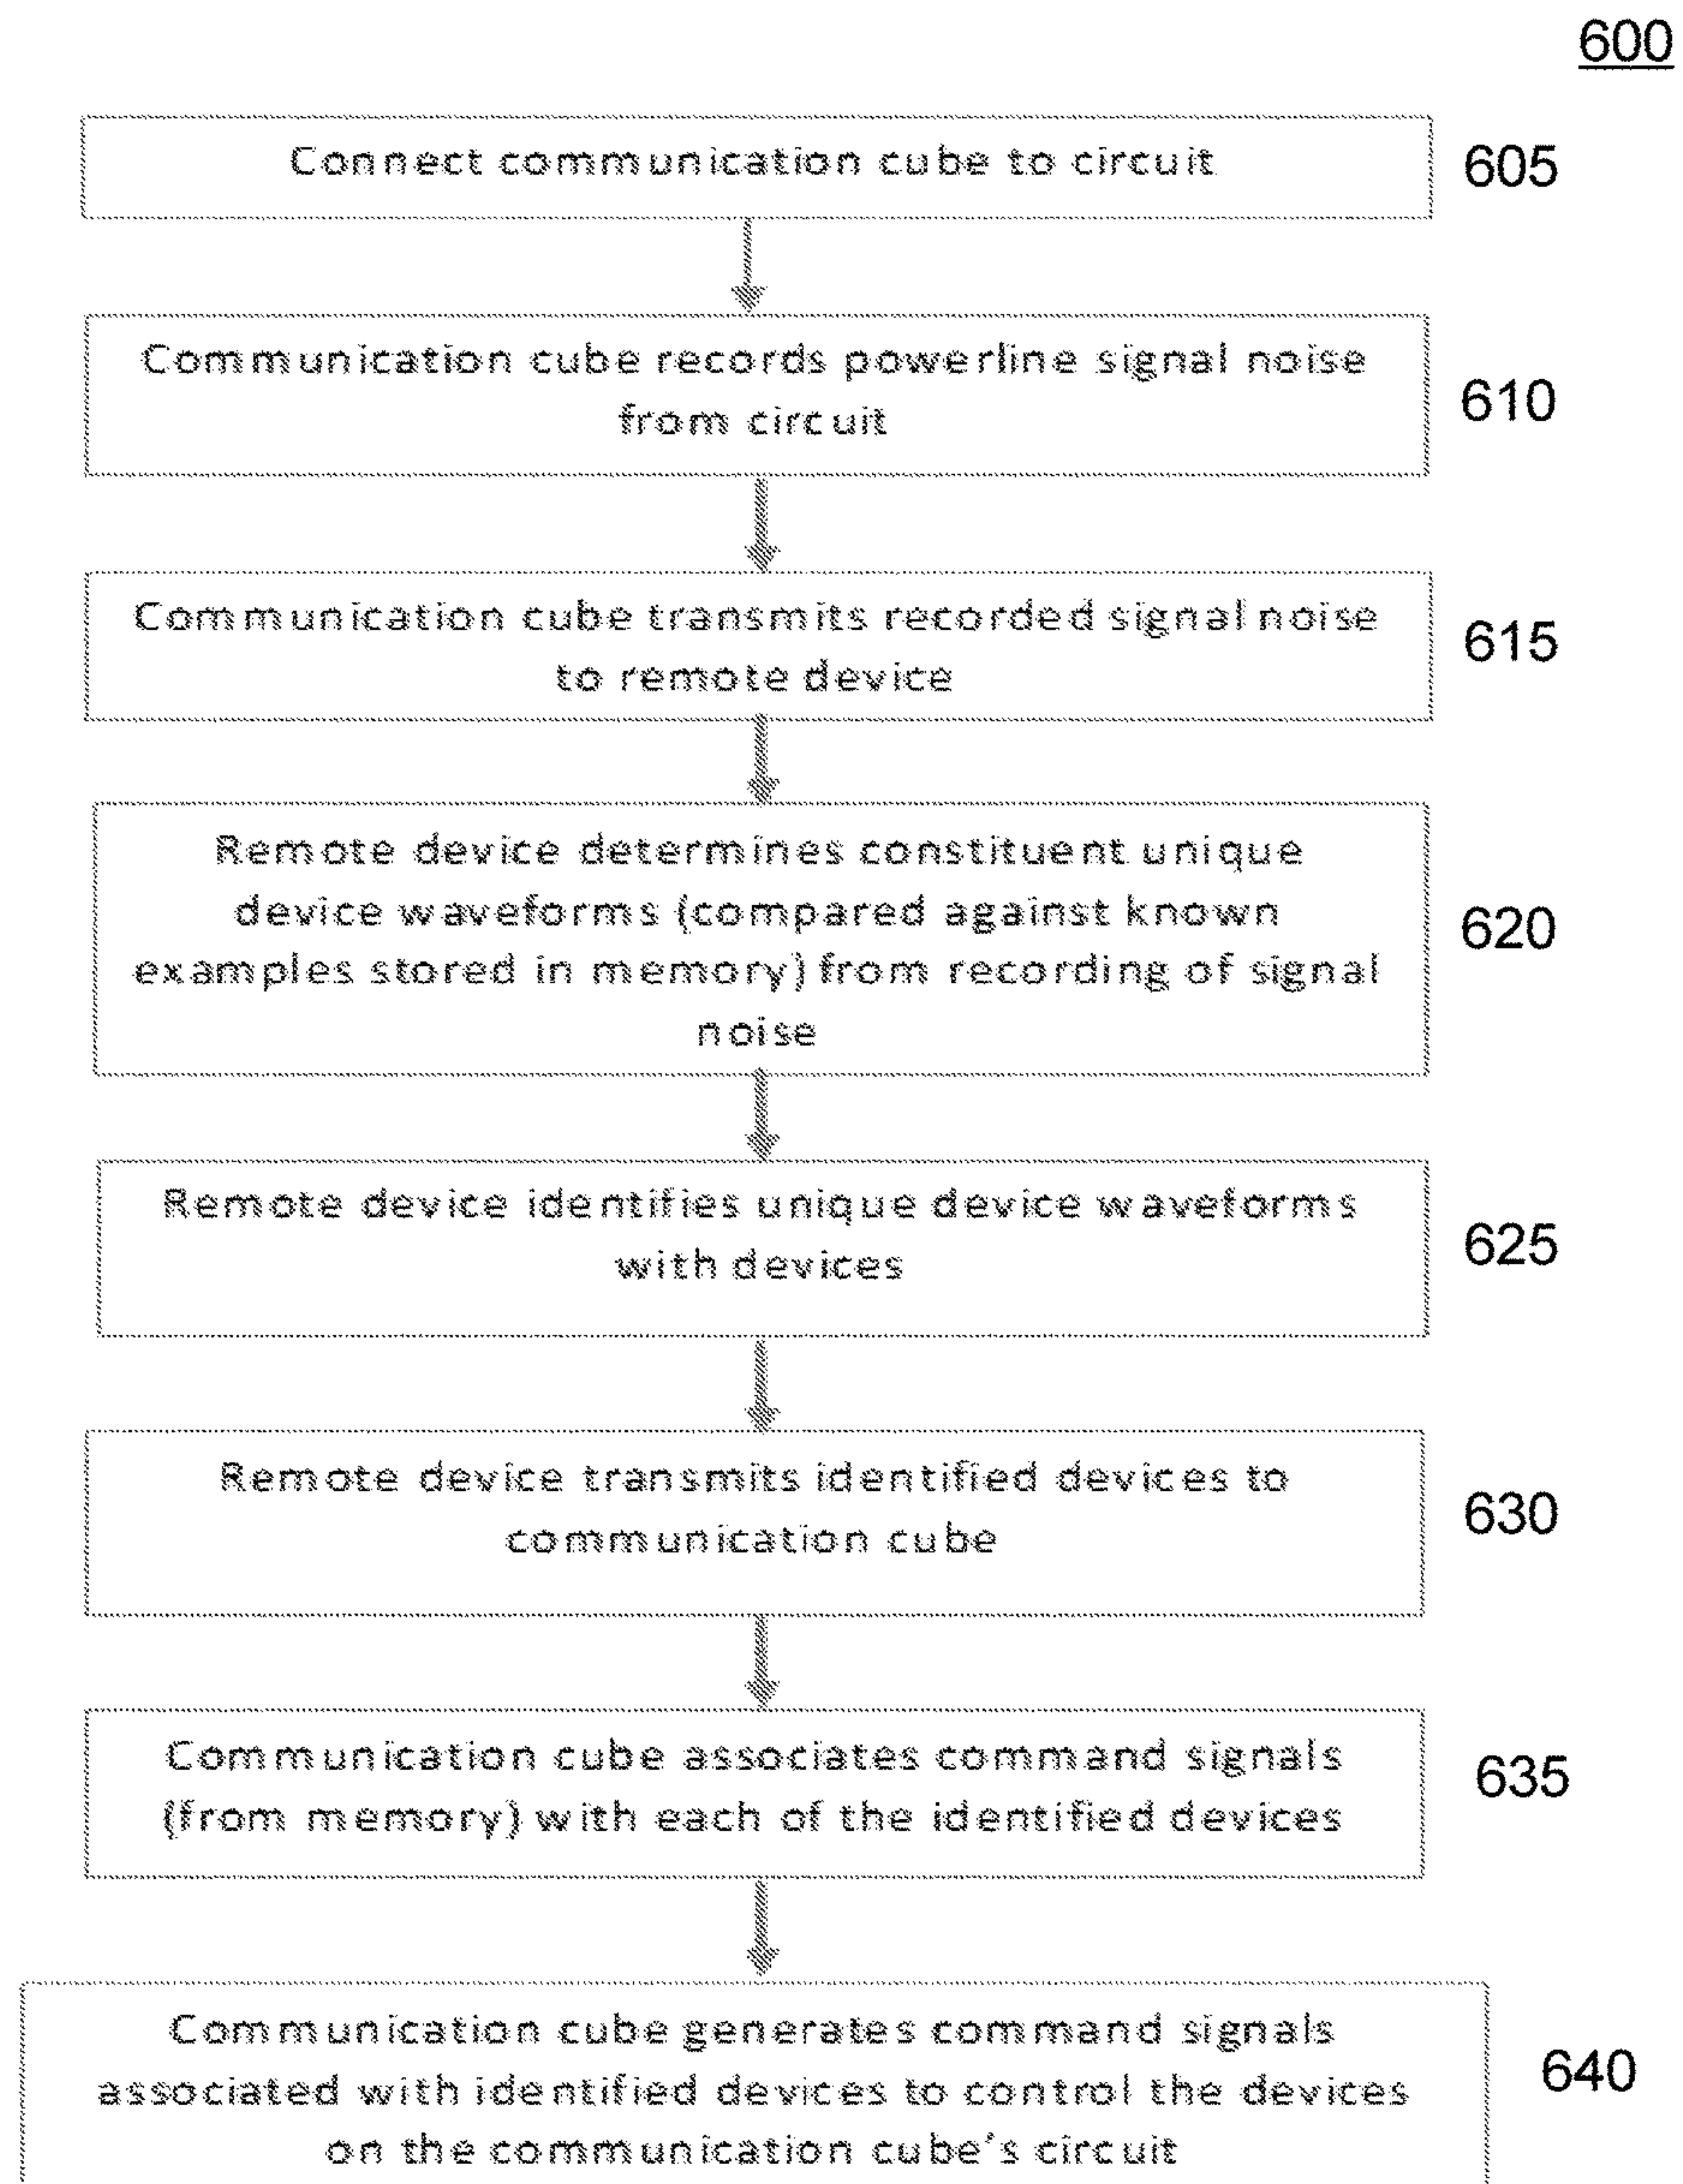 600
Connect communication cube to circuit
605
Communication cube records powerline signal noise
from circuit
610
Communication cube transmits recorded signal noise
to remote device
615
Remote device determines constituent unique
device waveforms (compared against known
examples stored in memory) from recording of signal
noise
620
Remote device identifies unique device waveforms
with devices
625
Remote device transmits identified devices to
communication cube
630
Communication cube associates command signals
(from memory) with each of the identified devices
635
Communication cube generates command signals
associated with identified devices to control the devices
on the communication cube's circuit
640